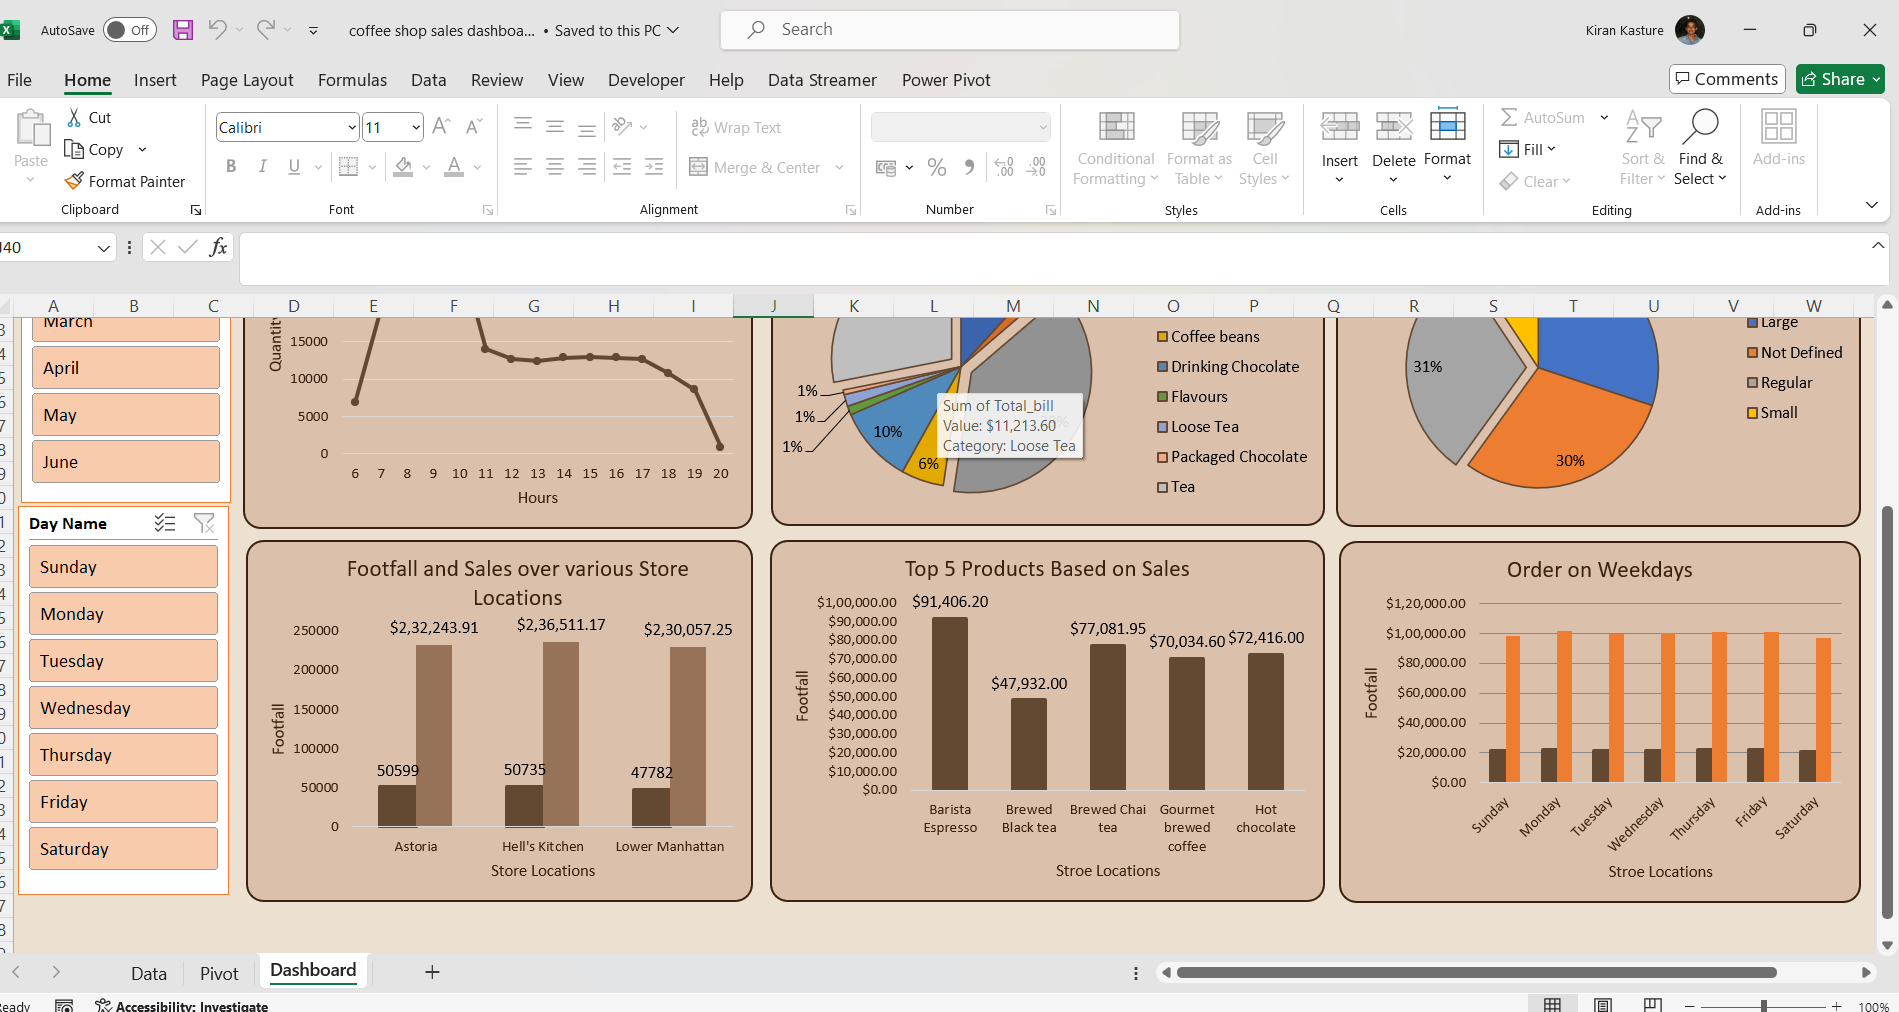 AutoSave Off coffee shop sales dashboa... • Saved to this PC Search Kiran Kasture
File Home Insert Page Layout Formulas Data Review View Developer Help Data Streamer Power Pivot Comments Share
Paste
Cut
Copy
Format Painter
Clipboard
Calibri 11
B I U A
Font
Wrap Text
Merge & Center
Alignment
Number
Conditional Formatting
Format as Table
Cell Styles
Styles
Insert Delete Format
Cells
AutoSum
Fill
Clear
Sort & Filter
Find & Select
Editing
Add-ins
Add-ins
J40 fx
A B C D E F G H I J K L M N O P Q R S T U V W
March
April
May
June
Quantity
15000
10000
5000
0
6 7 8 9 10 11 12 13 14 15 16 17 18 19 20
Hours
1%
1%
1%
10%
6%
Sum of Total_bill
Value: $11,213.60
Category: Loose Tea
Coffee beans
Drinking Chocolate
Flavours
Loose Tea
Packaged Chocolate
Tea
31%
30%
Large
Not Defined
Regular
Small
Day Name
Sunday
Monday
Tuesday
Wednesday
Thursday
Friday
Saturday
Footfall and Sales over various Store
Locations
Footfall
250000
200000
150000
100000
50000
0
$2,32,243.91 $2,36,511.17 $2,30,057.25
50599 50735 47782
Astoria Hell's Kitchen Lower Manhattan
Store Locations
Top 5 Products Based on Sales
Footfall
$1,00,000.00
$90,000.00
$80,000.00
$70,000.00
$60,000.00
$50,000.00
$40,000.00
$30,000.00
$20,000.00
$10,000.00
$0.00
$91,406.20
$47,932.00
$77,081.95
$70,034.60
$72,416.00
Barista Espresso
Brewed Black tea
Brewed Chai tea
Gourmet brewed coffee
Hot chocolate
Stroe Locations
Order on Weekdays
Footfall
$1,20,000.00
$1,00,000.00
$80,000.00
$60,000.00
$40,000.00
$20,000.00
$0.00
Sunday Monday Tuesday Wednesday Thursday Friday Saturday
Stroe Locations
Data Pivot Dashboard
Accessibility: Investigate 100%